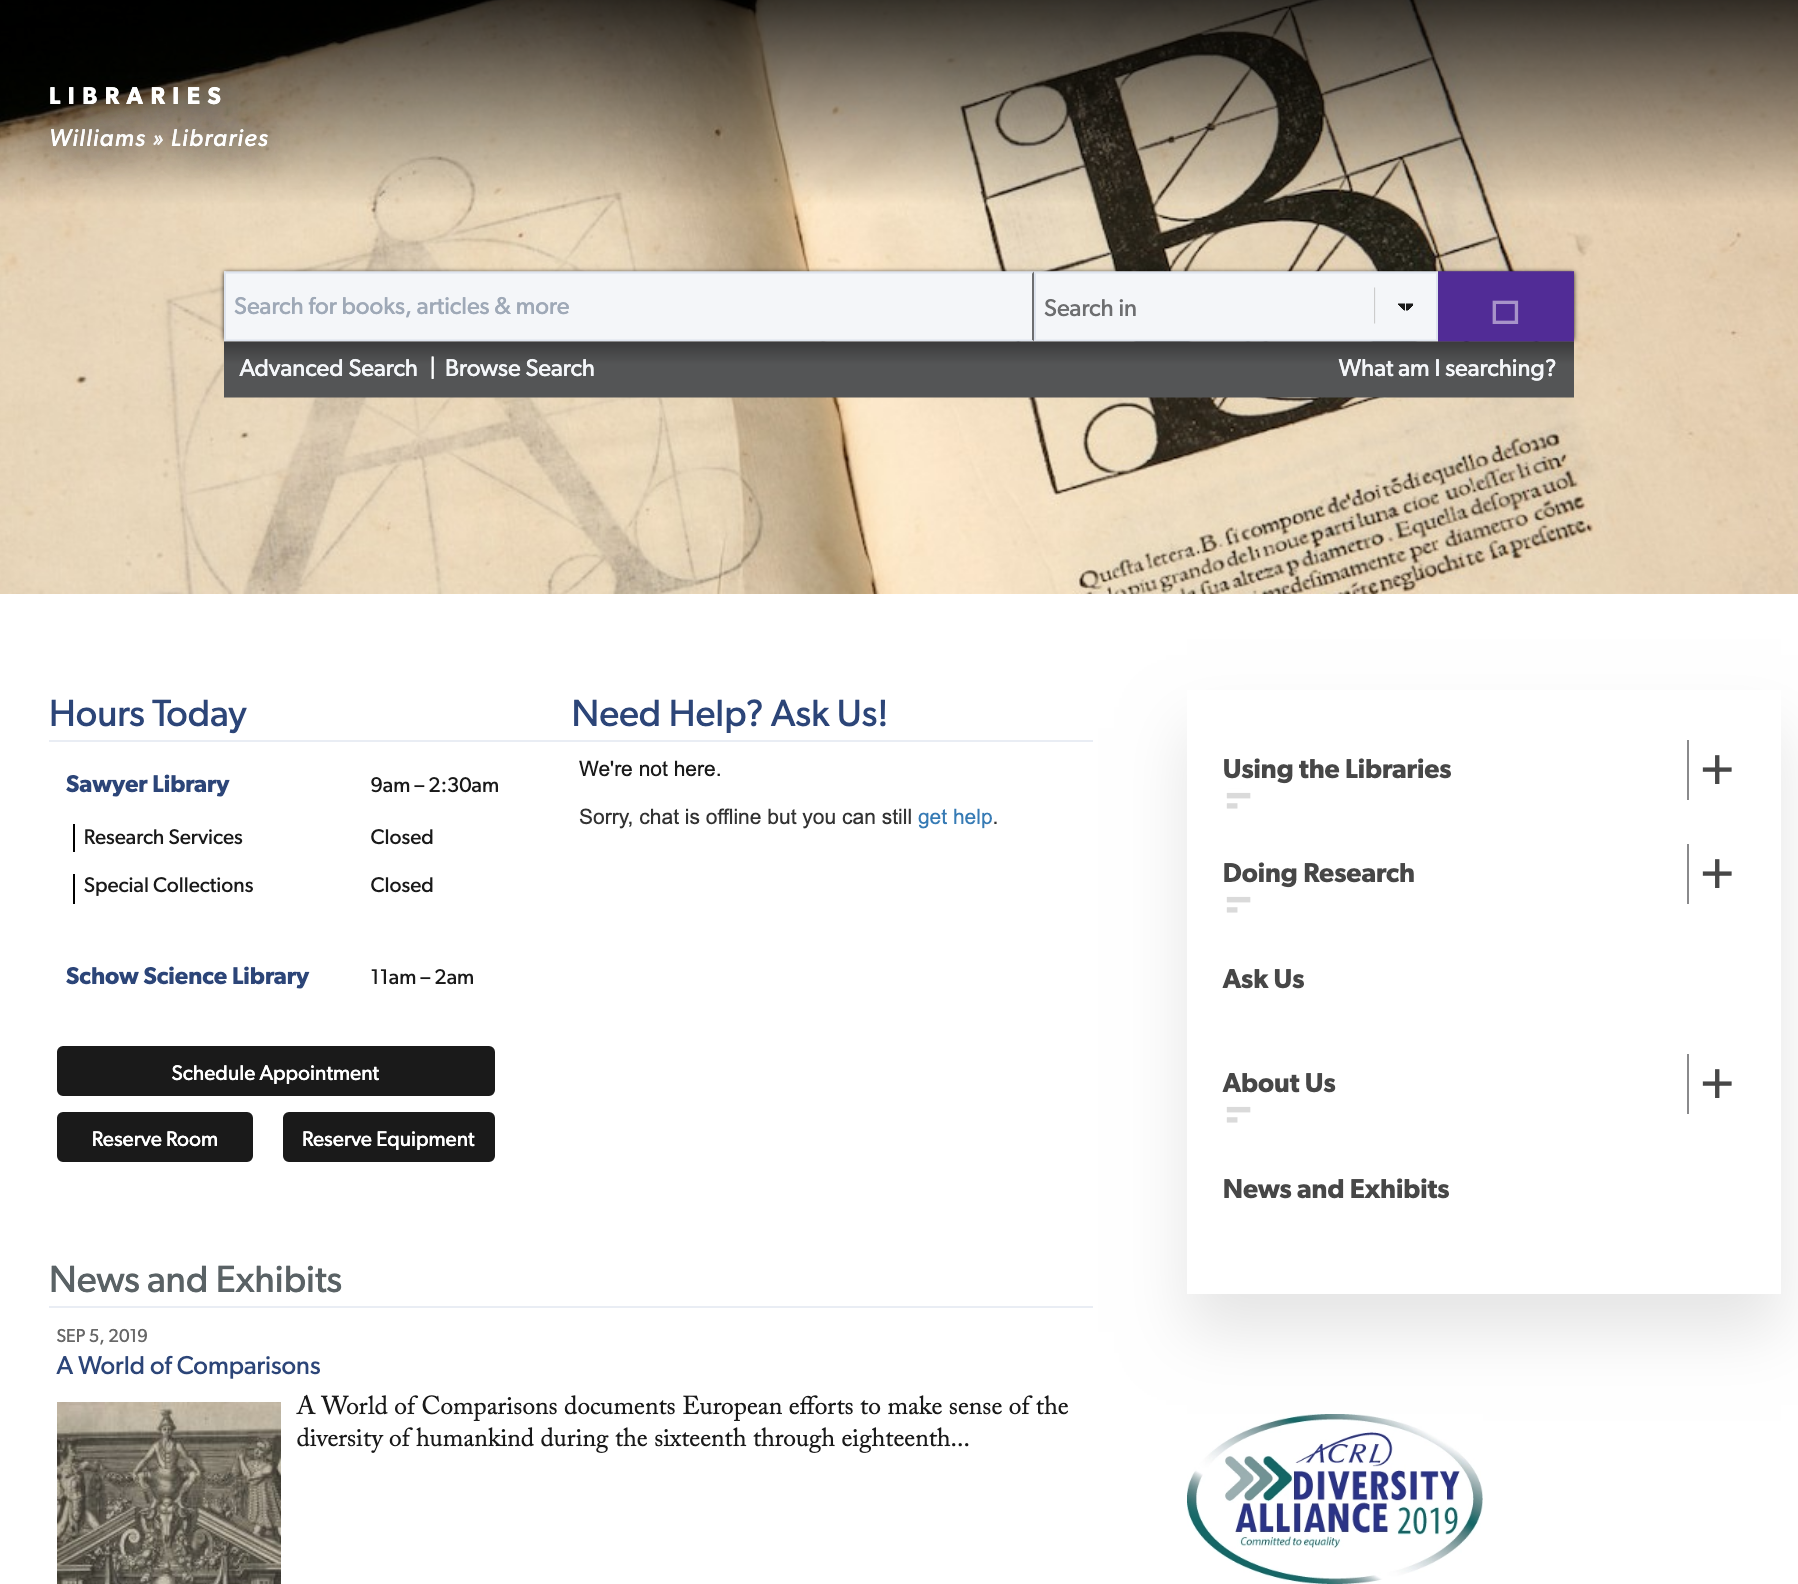 LIBRARIES
Williams » Libraries
Search for books, articles & more
Search in
Advanced Search | Browse Search
What am I searching?
Questa letera.B. si compone de'doi tōdi equello desotto
piu grando deli noue parti luna cioe uolesser li cin'
sua alteza p diametro. Equella desopra uol
medesimamente per diametro cōme
negliochi te sa presente.
Hours Today
Sawyer Library 9am – 2:30am
Research Services Closed
Special Collections Closed
Schow Science Library 11am – 2am
Schedule Appointment
Reserve Room Reserve Equipment
Need Help? Ask Us!
We're not here.
Sorry, chat is offline but you can still get help.
Using the Libraries
Doing Research
Ask Us
About Us
News and Exhibits
News and Exhibits
SEP 5, 2019
A World of Comparisons
A World of Comparisons documents European efforts to make sense of the
diversity of humankind during the sixteenth through eighteenth...
ACRL
DIVERSITY
ALLIANCE 2019
Committed to equality